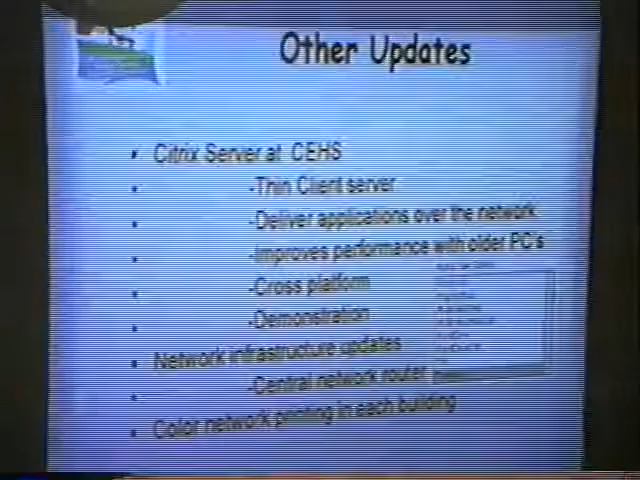 Other Updates
Citrix Server at CEHS
-Thin Client server
-Deliver applications over the network
-Improves performance with older PC's
-Cross platform
-Demonstration
Network infrastructure updates
-Central network router
Color network printing in each building